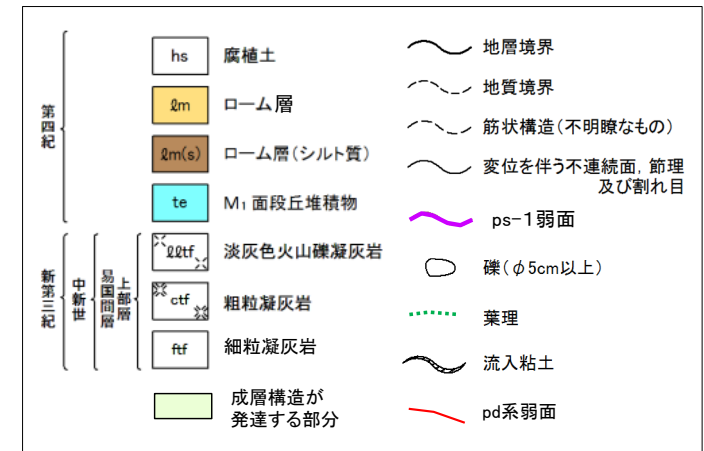 第四紀
hs 腐植土
ℓm ローム層
ℓm(s) ローム層(シルト質)
te M₁面段丘堆積物
新第三紀
中新世
易国間層
上部層
ℓℓtf 淡灰色火山礫凝灰岩
ctf 粗粒凝灰岩
ftf 細粒凝灰岩
成層構造が
発達する部分
地層境界
地質境界
筋状構造(不明瞭なもの)
変位を伴う不連続面, 節理
及び割れ目
ps-1弱面
礫(φ5cm以上)
葉理
流入粘土
pd系弱面